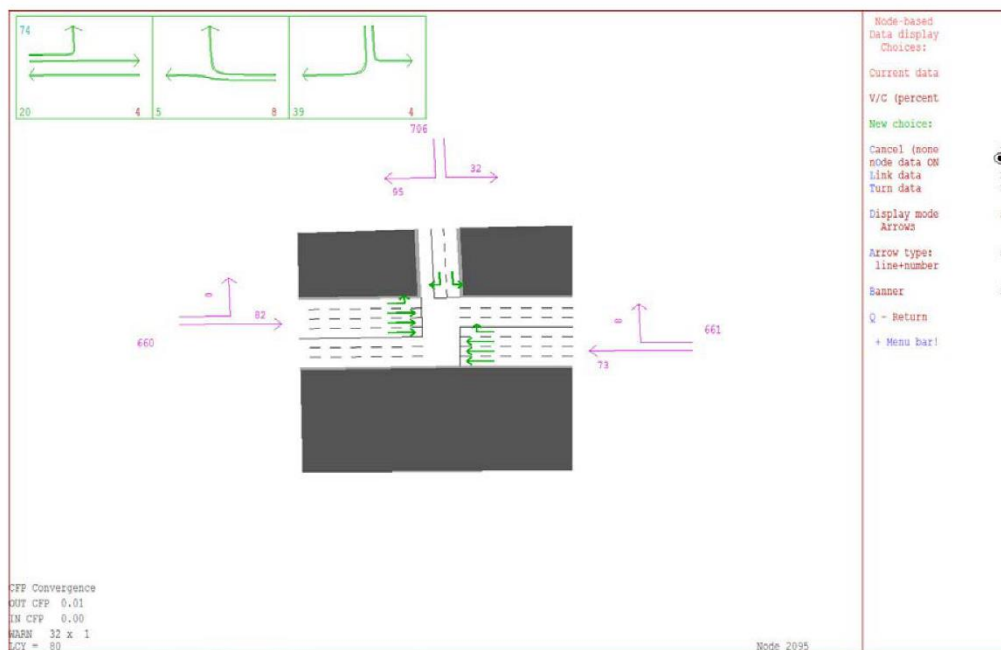 74
20 4 5 8 39 4
706
32
95
82
660
661
73
CFP Convergence
OUT CFP 0.01
IN CFP 0.00
WARN 32 x 1
LCY = 80
Node 2095
Node-based
Data display
Choices:
Current data
V/C (percent
New choice:
Cancel (none
nOde data ON
Link data
Turn data
Display mode
Arrows
Arrow type:
line+number
Banner
Q - Return
+ Menu bar!